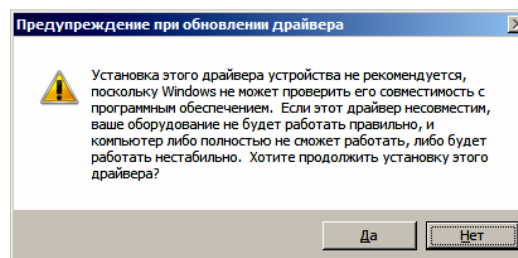 Предупреждение при обновлении драйвера
Установка этого драйвера устройства не рекомендуется,
поскольку Windows не может проверить его совместимость с
программным обеспечением.  Если этот драйвер несовместим,
ваше оборудование не будет работать правильно, и
компьютер либо полностью не сможет работать, либо будет
работать нестабильно.  Хотите продолжить установку этого
драйвера?
Да
Нет